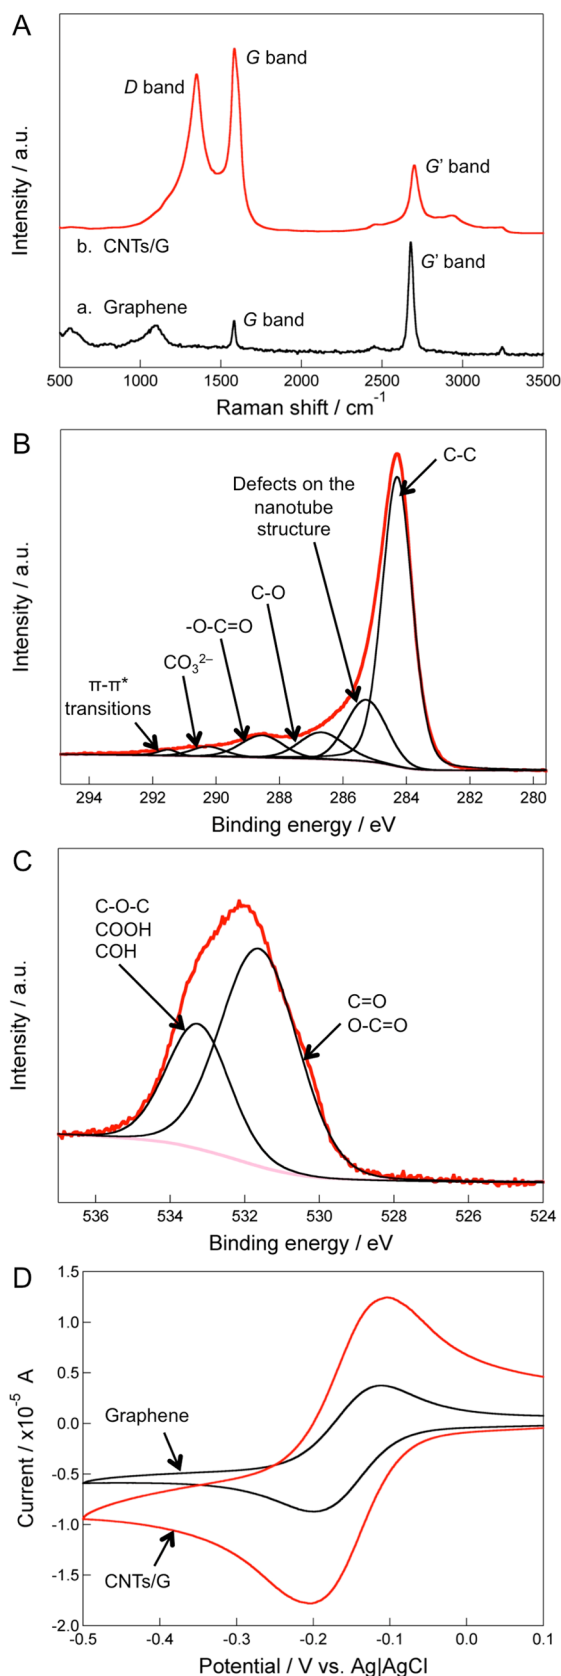 A
Intensity / a.u.
D band
G band
G' band
b. CNTs/G
G' band
a. Graphene
G band
500 1000 1500 2000 2500 3000 3500
Raman shift / cm⁻¹
B
Intensity / a.u.
C-C
Defects on the
nanotube
structure
C-O
-O-C=O
CO₃²⁻
π-π*
transitions
294 292 290 288 286 284 282 280
Binding energy / eV
C
Intensity / a.u.
C-O-C
COOH
COH
C=O
O-C=O
536 534 532 530 528 526 524
Binding energy / eV
D
Current / x10⁻⁵ A
1.5
1.0
0.5
0.0
-0.5
-1.0
-1.5
-2.0
Graphene
CNTs/G
-0.5 -0.4 -0.3 -0.2 -0.1 0.0 0.1
Potential / V vs. Ag|AgCl